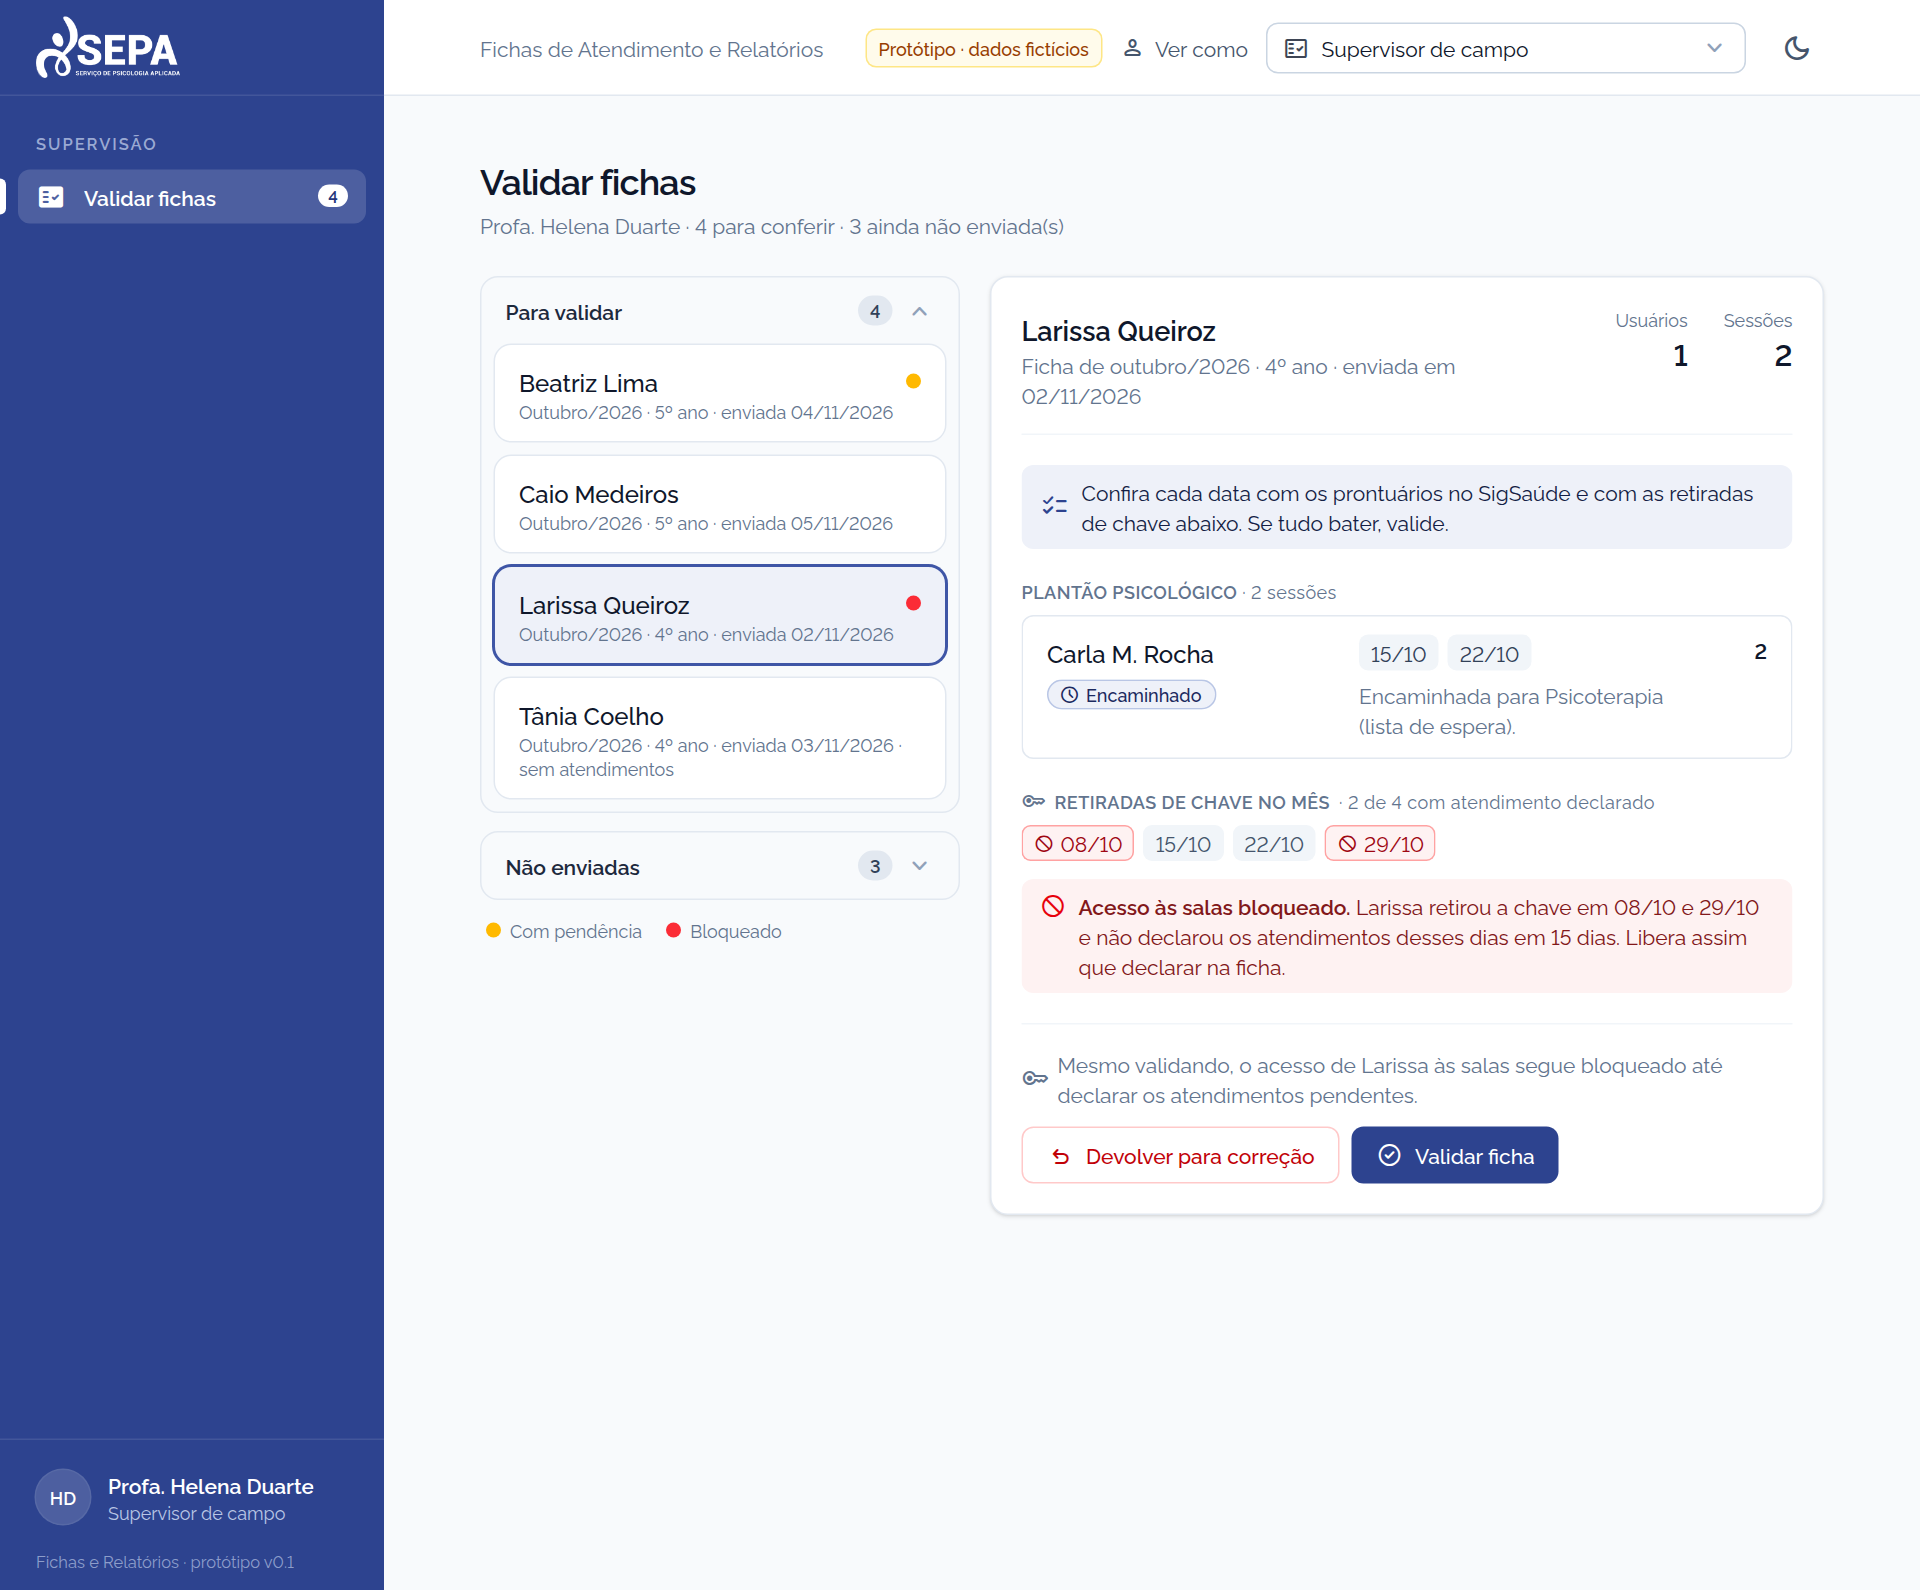 SEPA
SERVIÇO DE PSICOLOGIA APLICADA
Fichas de Atendimento e Relatórios
Protótipo · dados fictícios
Ver como
Supervisor de campo
SUPERVISÃO
Validar fichas
4
Validar fichas
Profa. Helena Duarte · 4 para conferir · 3 ainda não enviada(s)
Para validar
4
Beatriz Lima
Outubro/2026 · 5º ano · enviada 04/11/2026
Caio Medeiros
Outubro/2026 · 5º ano · enviada 05/11/2026
Larissa Queiroz
Outubro/2026 · 4º ano · enviada 02/11/2026
Tânia Coelho
Outubro/2026 · 4º ano · enviada 03/11/2026 ·
sem atendimentos
Não enviadas
3
Com pendência
Bloqueado
Larissa Queiroz
Ficha de outubro/2026 · 4º ano · enviada em
02/11/2026
Usuários
1
Sessões
2
Confira cada data com os prontuários no SigSaúde e com as retiradas
de chave abaixo. Se tudo bater, valide.
PLANTÃO PSICOLÓGICO · 2 sessões
Carla M. Rocha
Encaminhado
15/10
22/10
2
Encaminhada para Psicoterapia
(lista de espera).
RETIRADAS DE CHAVE NO MÊS · 2 de 4 com atendimento declarado
08/10
15/10
22/10
29/10
Acesso às salas bloqueado. Larissa retirou a chave em 08/10 e 29/10
e não declarou os atendimentos desses dias em 15 dias. Libera assim
que declarar na ficha.
Mesmo validando, o acesso de Larissa às salas segue bloqueado até
declarar os atendimentos pendentes.
Devolver para correção
Validar ficha
HD
Profa. Helena Duarte
Supervisor de campo
Fichas e Relatórios · protótipo v0.1